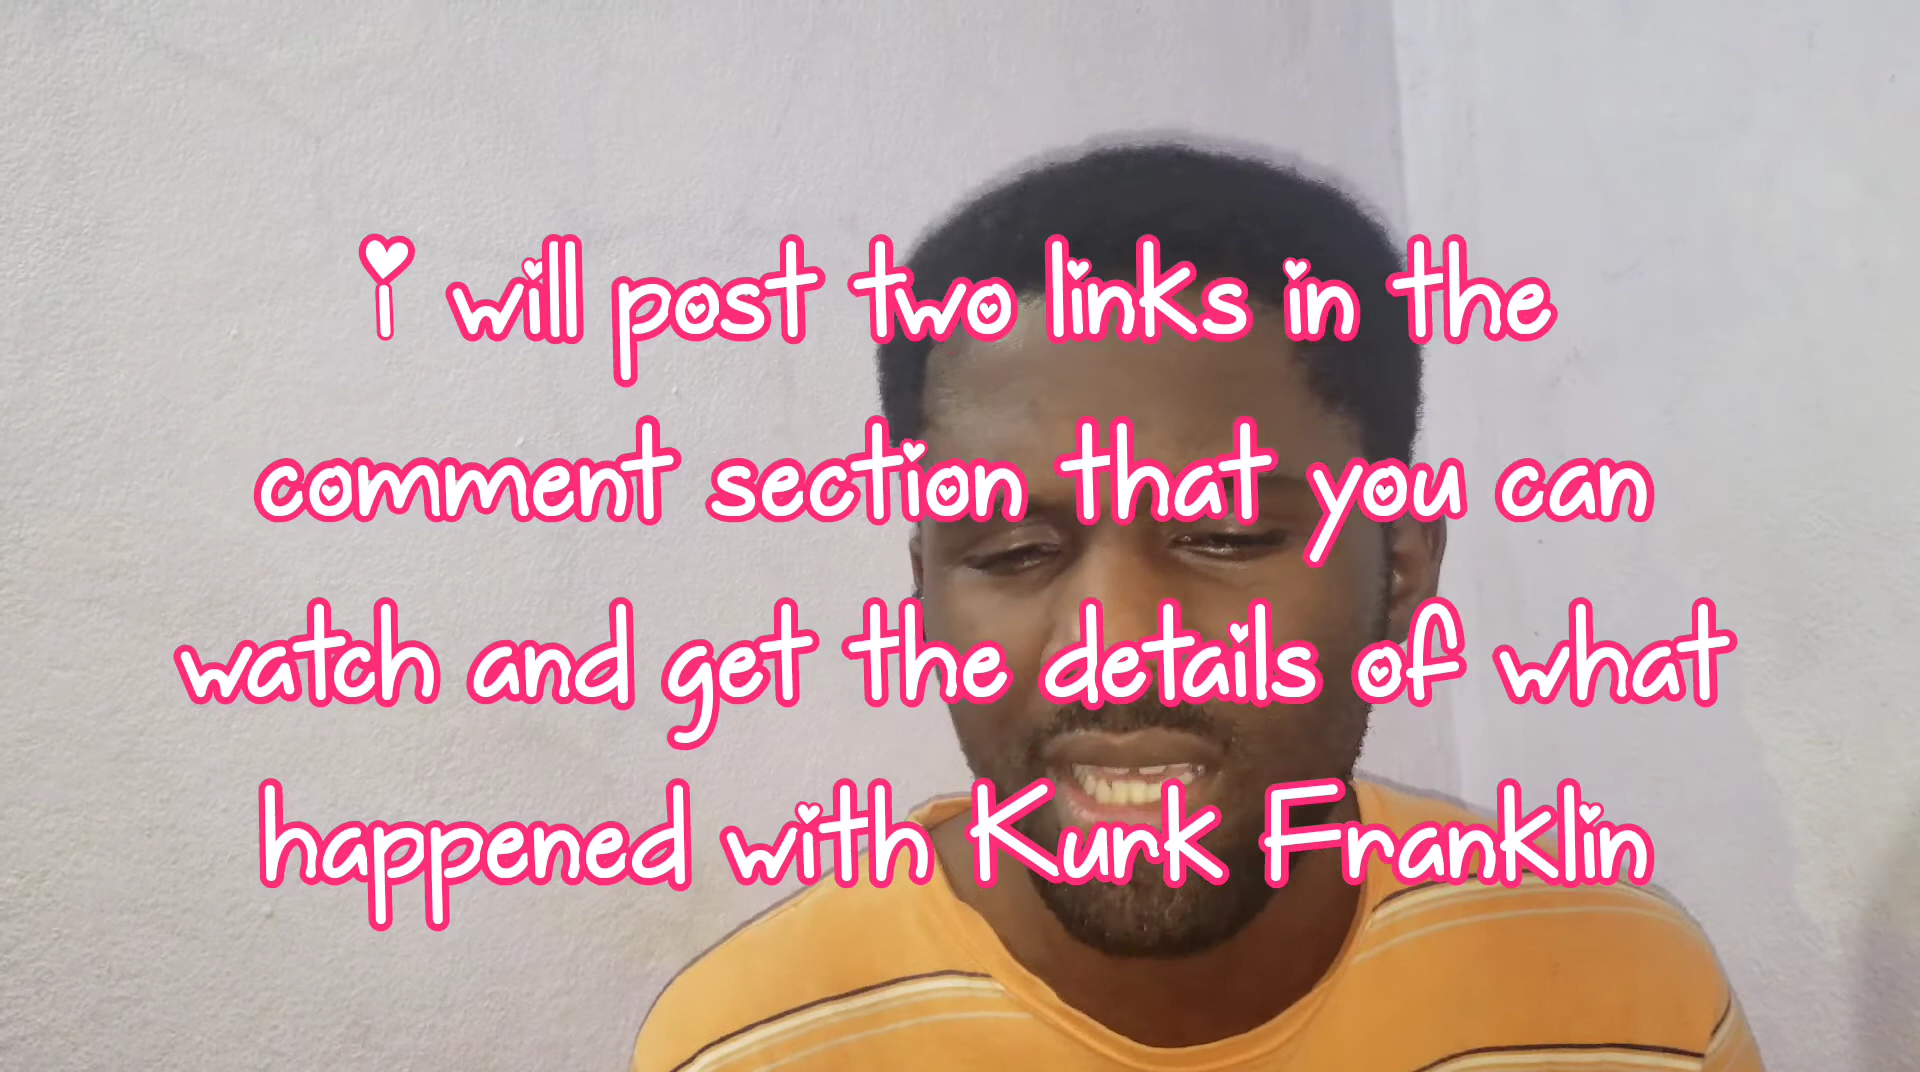 I will post two links in the
comment section that you can
watch and get the details of what
happened with Kurk Franklin